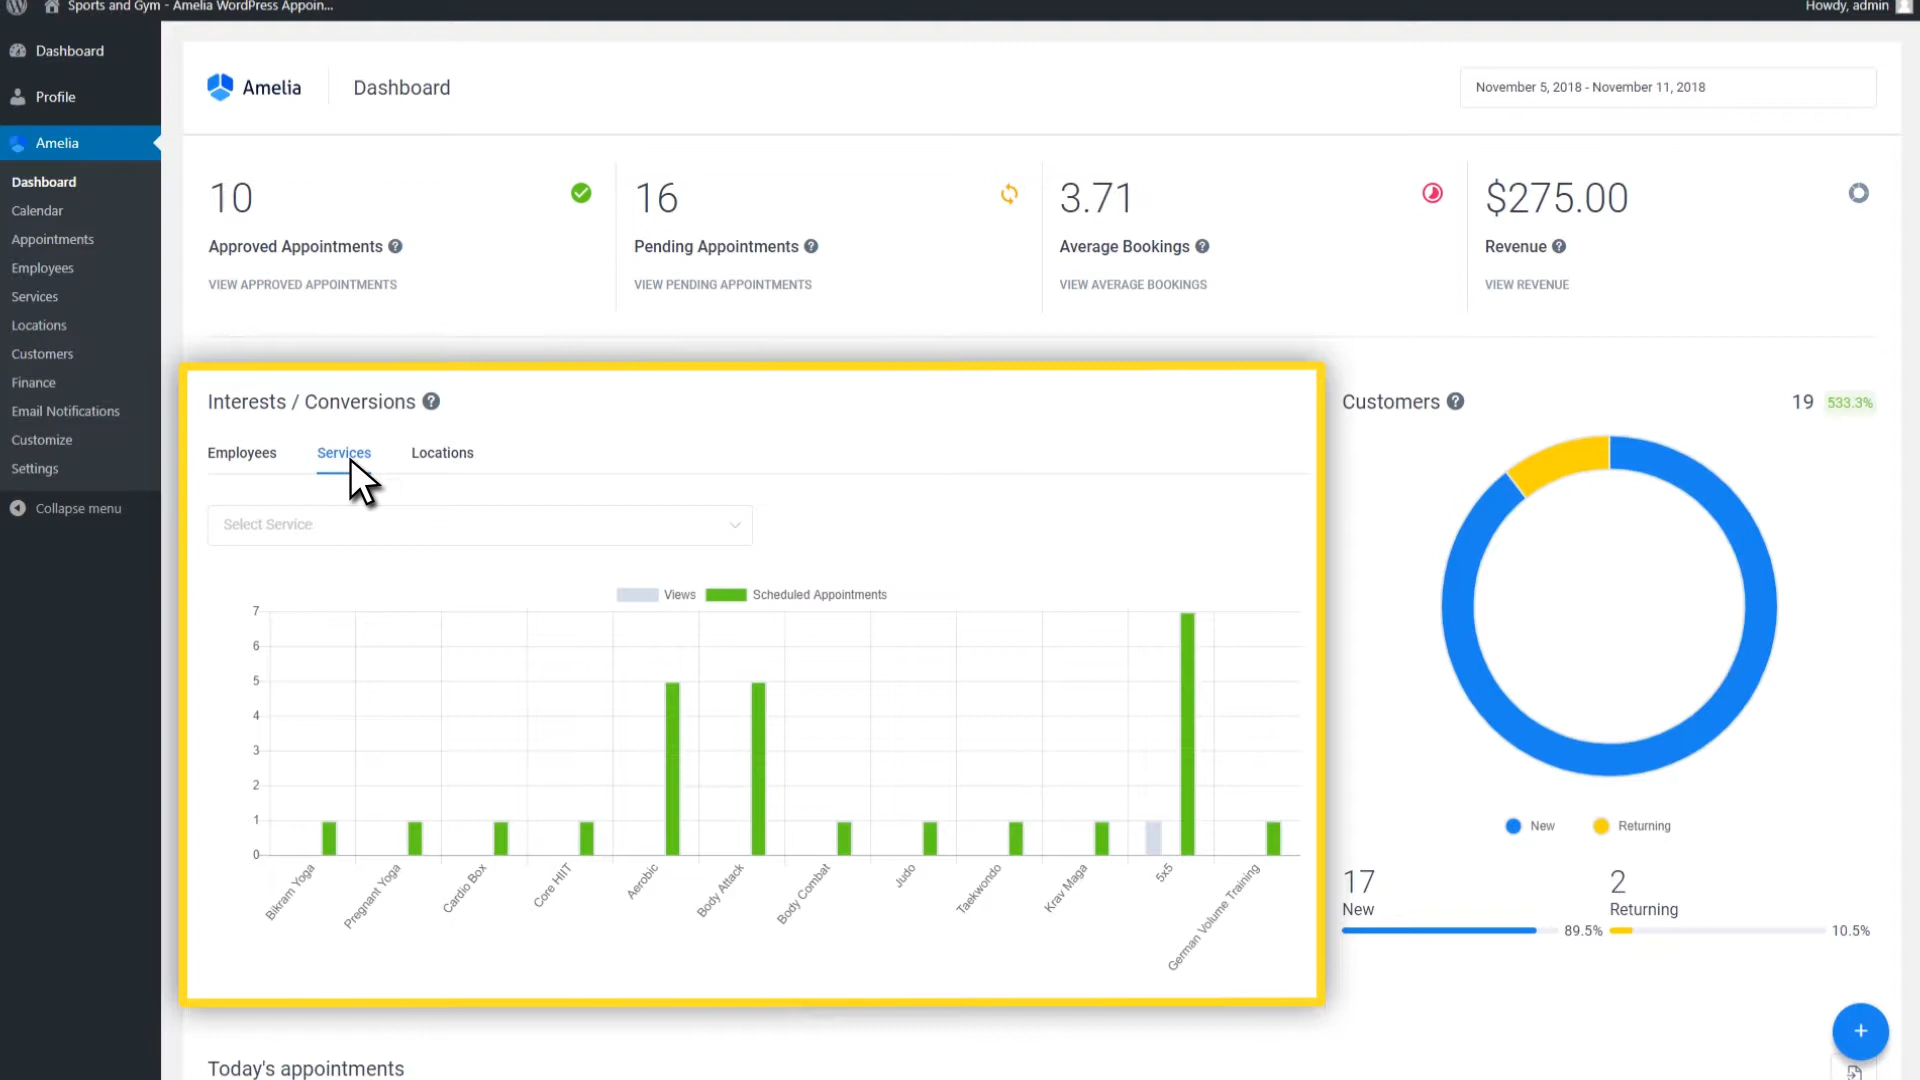 Sports and Gym - Amelia WordPress Appoin...
Howdy, admin
Dashboard
Profile
Amelia
Dashboard
Calendar
Appointments
Employees
Services
Locations
Customers
Finance
Email Notifications
Customize
Settings
Collapse menu
Amelia
Dashboard
November 5, 2018 - November 11, 2018
10
Approved Appointments
VIEW APPROVED APPOINTMENTS
16
Pending Appointments
VIEW PENDING APPOINTMENTS
3.71
Average Bookings
VIEW AVERAGE BOOKINGS
$275.00
Revenue
VIEW REVENUE
Interests / Conversions
Employees Services Locations
Select Service
Views Scheduled Appointments
7
6
5
4
3
2
1
0
Bikram Yoga
Pregnant Yoga
Cardio Box
Core HIIT
Aerobic
Body Attack
Body Combat
Judo
Taekwondo
Krav Maga
5x5
German Volume Training
Customers
19 533.3%
New Returning
17
New
89.5%
2
Returning
10.5%
Today's appointments